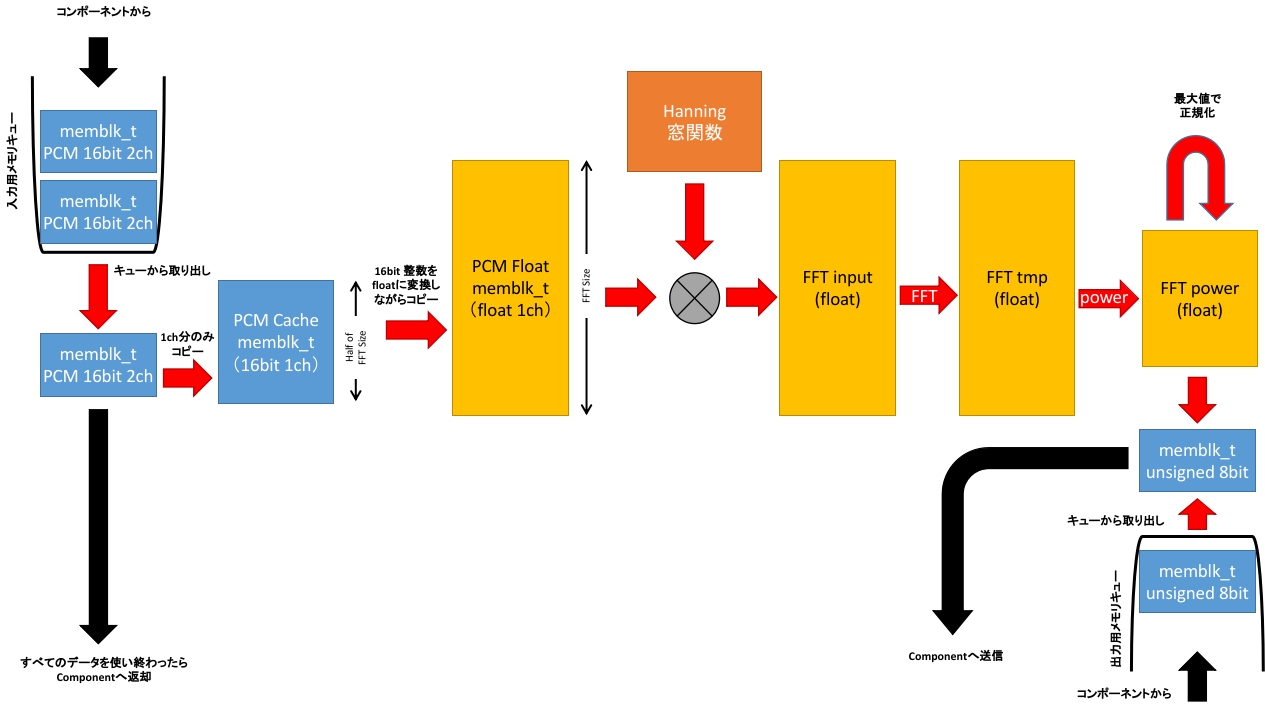 コンポーネントから
入力用メモリキュー
memblk_t
PCM 16bit 2ch
memblk_t
PCM 16bit 2ch
キューから取り出し
memblk_t
PCM 16bit 2ch
1ch分のみ
コピー
すべてのデータを使い終わったら
Componentへ返却
PCM Cache
memblk_t
（16bit 1ch）
Half of
FFT Size
16bit 整数を
floatに変換し
ながらコピー
PCM Float
memblk_t
（float 1ch）
FFT Size
Hanning
窓関数
FFT input
(float)
FFT
FFT tmp
(float)
power
最大値で
正規化
FFT power
(float)
memblk_t
unsigned 8bit
キューから取り出し
memblk_t
unsigned 8bit
出力用メモリキュー
コンポーネントから
Componentへ送信